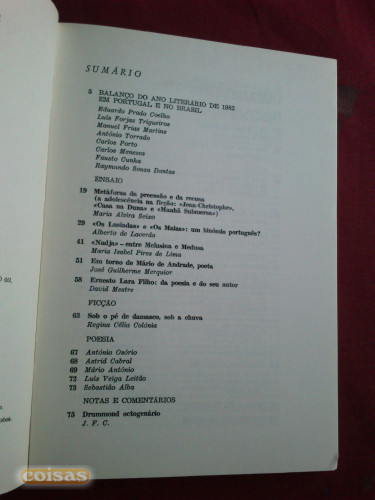 SUMÁRIO
5 BALANÇO DO ANO LITERÁRIO DE 1982
EM PORTUGAL E NO BRASIL
Eduardo Prado Coelho
Luís Forjaz Trigueiros
Manuel Frias Martins
António Torrado
Carlos Porto
Carlos Meneses
Fausto Cunha
Raymundo Souza Dantas
ENSAIO
19 Metáforas da precessão e da recusa
(a adolescência na ficção: «Jean-Christophe»,
«Casa na Duna» e «Manhã Submersa»)
Maria Alzira Seixo
29 «Os Lusíadas» e «Os Maias»: um binómio português?
Alberto de Lacerda
41 «Nadja» – entre Melusina e Medusa
Maria Isabel Pires de Lima
51 Em torno de Mário de Andrade, poeta
José Guilherme Merquior
58 Ernesto Lara Filho: da poesia e do seu autor
David Mestre
FICÇÃO
63 Sob o pé de damasco, sob a chuva
Regina Célia Colónia
POESIA
67 António Osório
68 Astrid Cabral
69 Mário António
72 Luís Veiga Leitão
73 Sebastião Alba
NOTAS E COMENTÁRIOS
75 Drummond octogenário
J. F. C.
coisas